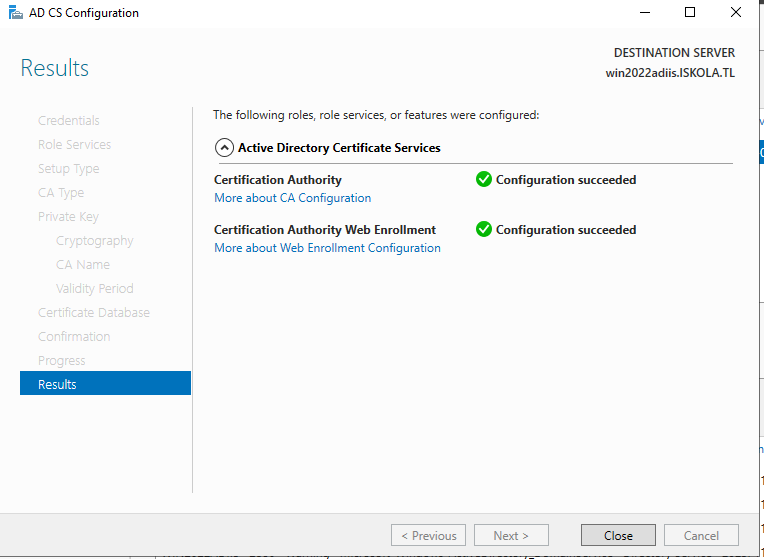 AD CS Configuration
Results
DESTINATION SERVER
win2022adiis.ISKOLA.TL
Credentials
Role Services
Setup Type
CA Type
Private Key
Cryptography
CA Name
Validity Period
Certificate Database
Confirmation
Progress
Results
The following roles, role services, or features were configured:
Active Directory Certificate Services
Certification Authority Configuration succeeded
More about CA Configuration
Certification Authority Web Enrollment Configuration succeeded
More about Web Enrollment Configuration
< Previous Next > Close Cancel